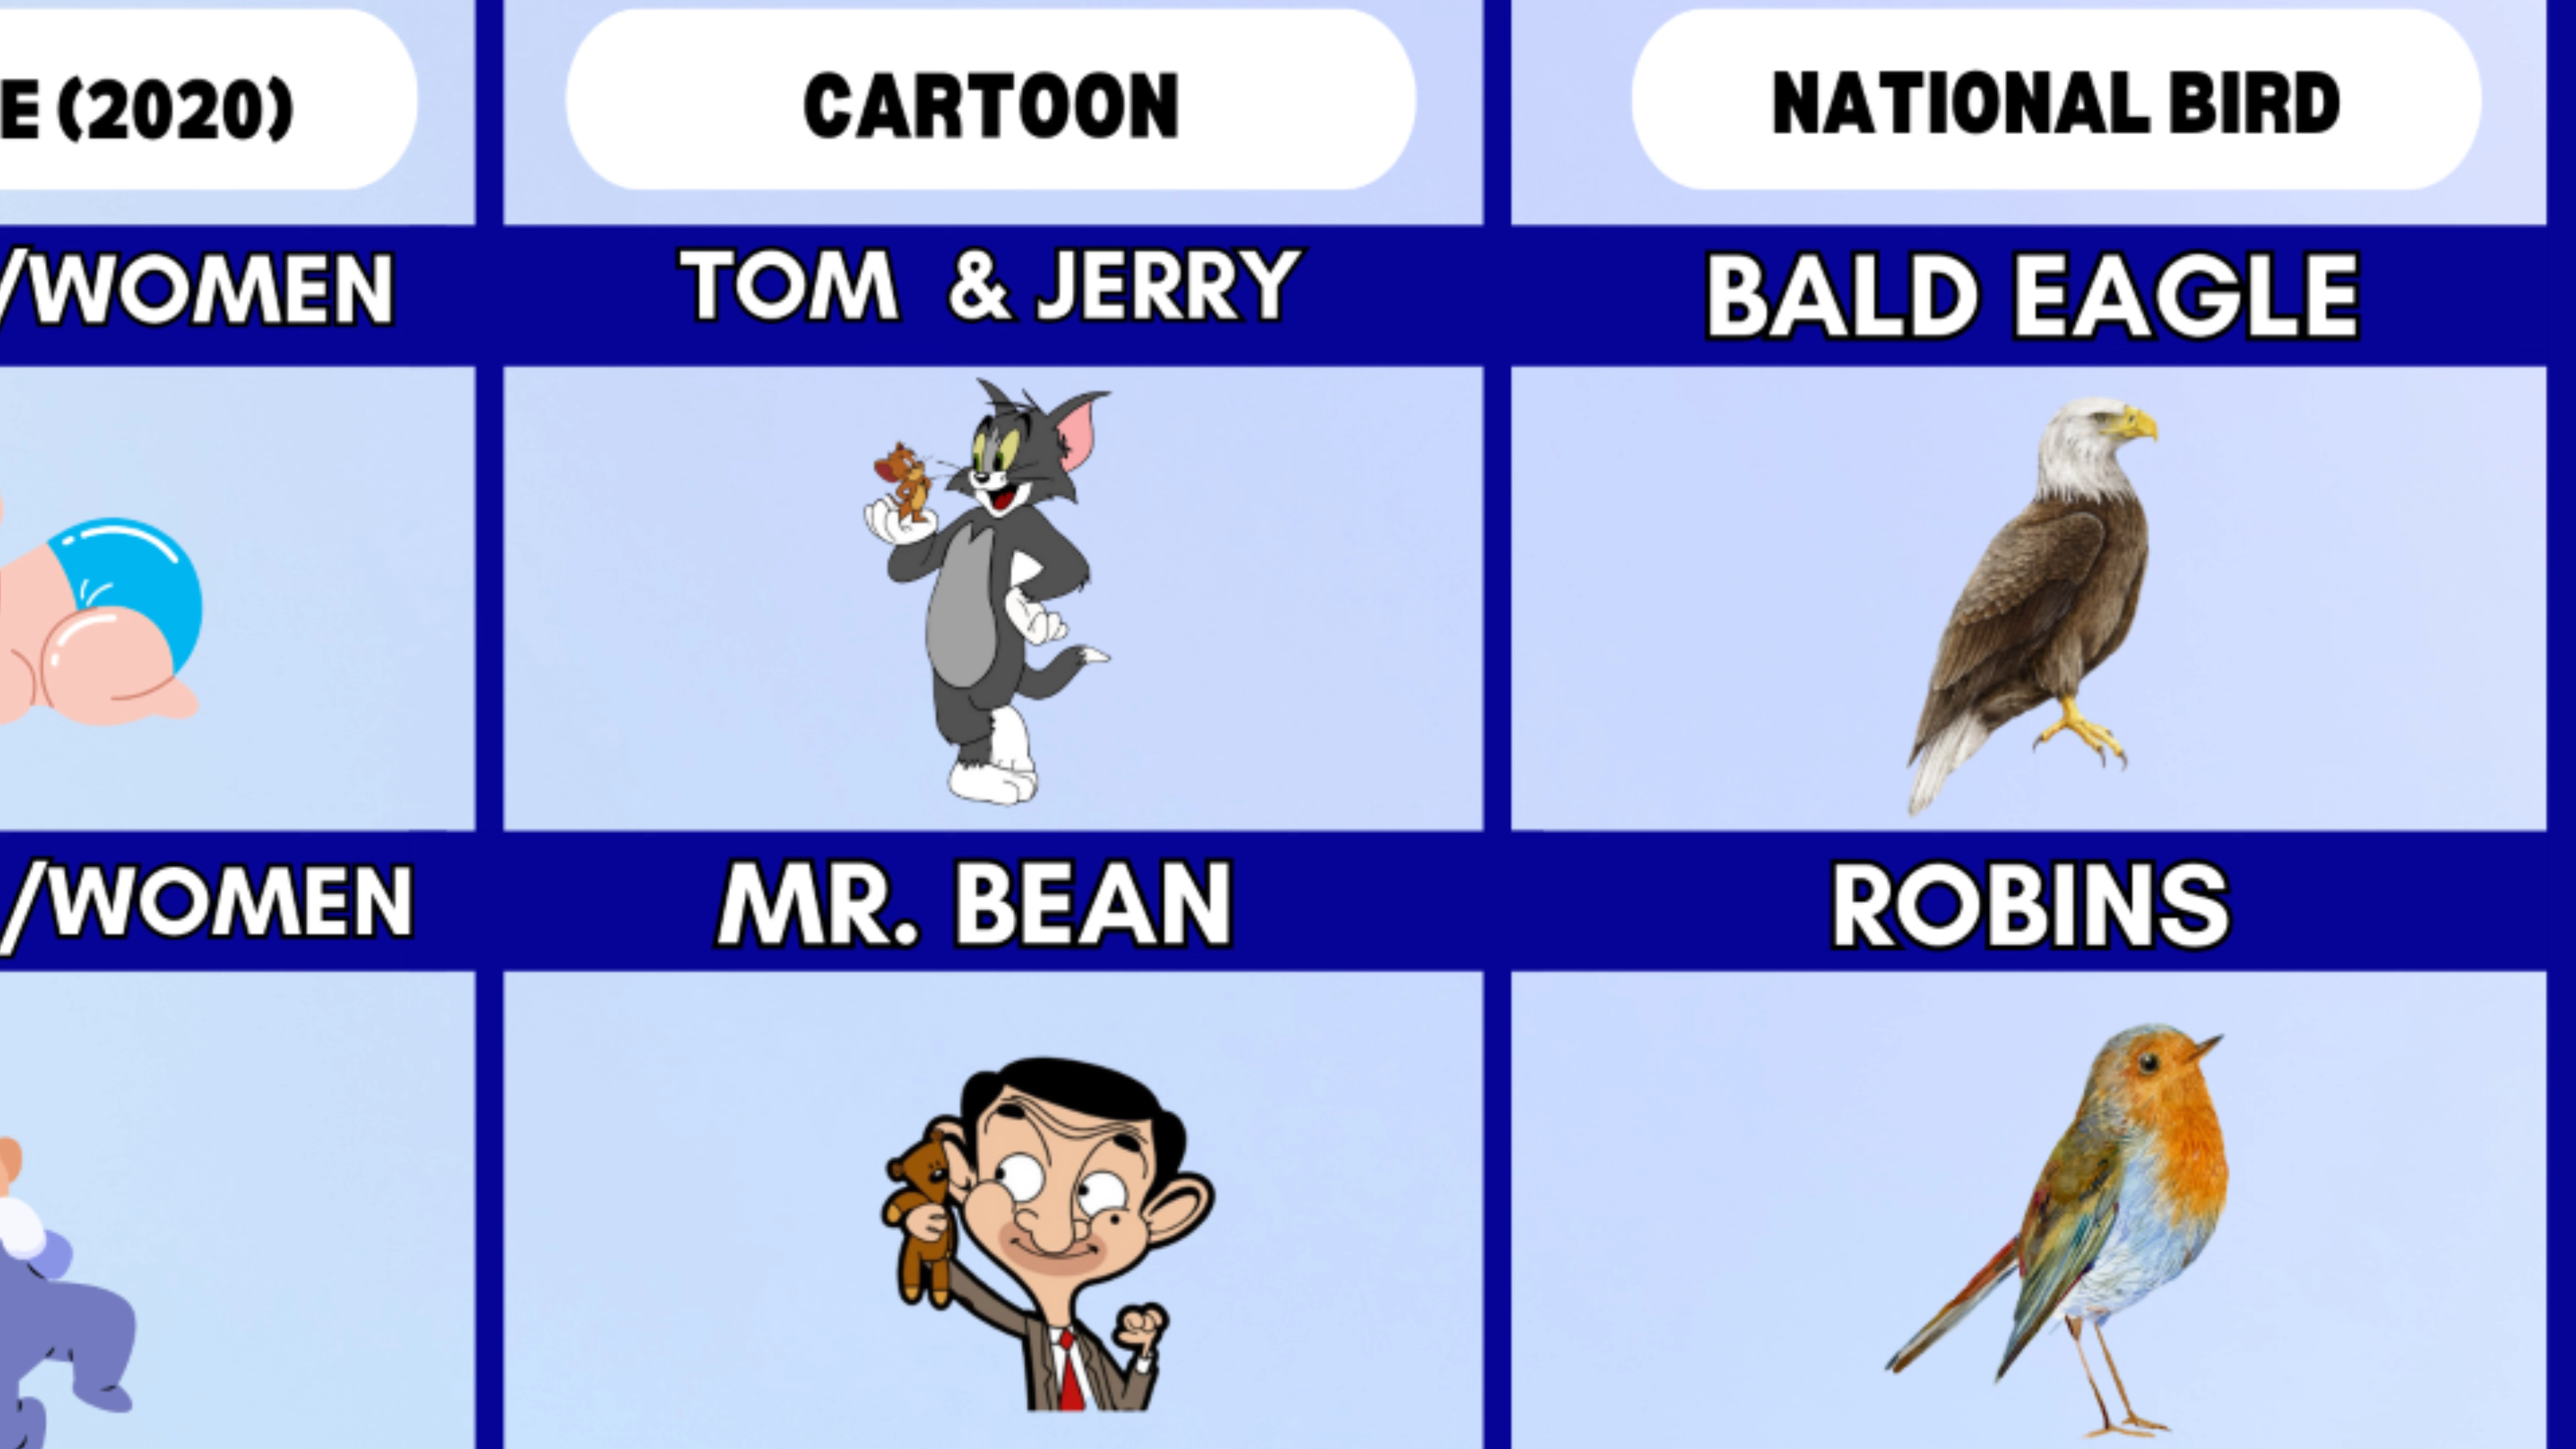 E (2020)
CARTOON
NATIONAL BIRD
/WOMEN
TOM & JERRY
BALD EAGLE
/WOMEN
MR. BEAN
ROBINS